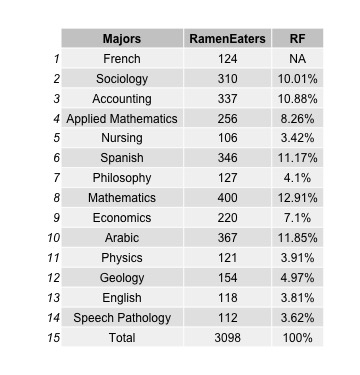 Majors RamenEaters RF
1 French 124 NA
2 Sociology 310 10.01%
3 Accounting 337 10.88%
4 Applied Mathematics 256 8.26%
5 Nursing 106 3.42%
6 Spanish 346 11.17%
7 Philosophy 127 4.1%
8 Mathematics 400 12.91%
9 Economics 220 7.1%
10 Arabic 367 11.85%
11 Physics 121 3.91%
12 Geology 154 4.97%
13 English 118 3.81%
14 Speech Pathology 112 3.62%
15 Total 3098 100%